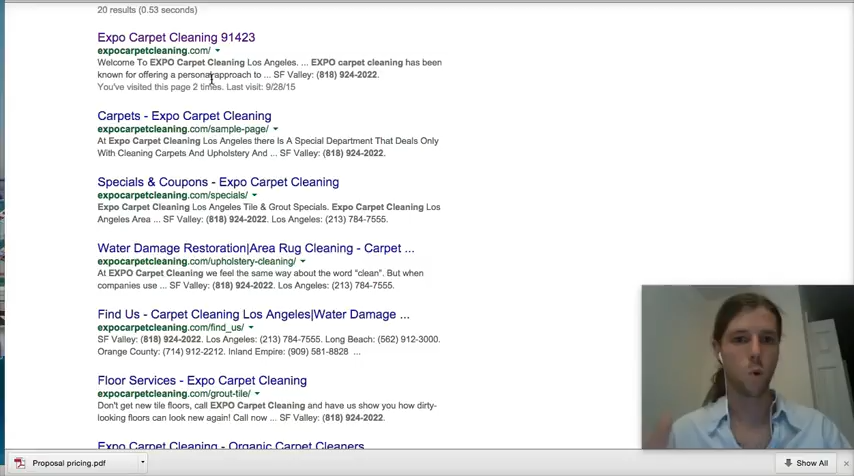 20 results (0.53 seconds)
Expo Carpet Cleaning 91423
expocarpetcleaning.com/
Welcome To EXPO Carpet Cleaning Los Angeles. ... EXPO carpet cleaning has been
known for offering a personal approach to ... SF Valley: (818) 924-2022.
You've visited this page 2 times. Last visit: 9/28/15
Carpets - Expo Carpet Cleaning
expocarpetcleaning.com/sample-page/
At Expo Carpet Cleaning Los Angeles there Is A Special Department That Deals Only
With Cleaning Carpets And Upholstery And ... SF Valley: (818) 924-2022.
Specials & Coupons - Expo Carpet Cleaning
expocarpetcleaning.com/specials/
Expo Carpet Cleaning Los Angeles Tile & Grout Specials. Expo Carpet Cleaning Los
Angeles Area ... SF Valley: (818) 924-2022. Los Angeles: (213) 784-7555.
Water Damage Restoration|Area Rug Cleaning - Carpet ...
expocarpetcleaning.com/upholstery-cleaning/
At EXPO Carpet Cleaning we feel the same way about the word "clean". But when
companies use ... SF Valley: (818) 924-2022. Los Angeles: (213) 784-7555.
Find Us - Carpet Cleaning Los Angeles|Water Damage ...
expocarpetcleaning.com/find_us/
SF Valley: (818) 924-2022. Los Angeles: (213) 784-7555. Long Beach: (562) 912-3000.
Orange County: (714) 912-2212. Inland Empire: (909) 581-8828 ...
Floor Services - Expo Carpet Cleaning
expocarpetcleaning.com/grout-tile/
Don't get new tile floors, call EXPO Carpet Cleaning and have us show you how dirty-
looking floors can look new again! Call now ... SF Valley: (818) 924-2022.
Expo Carpet Cleaning - Organic Carpet Cleaners
Proposal pricing.pdf
Show All